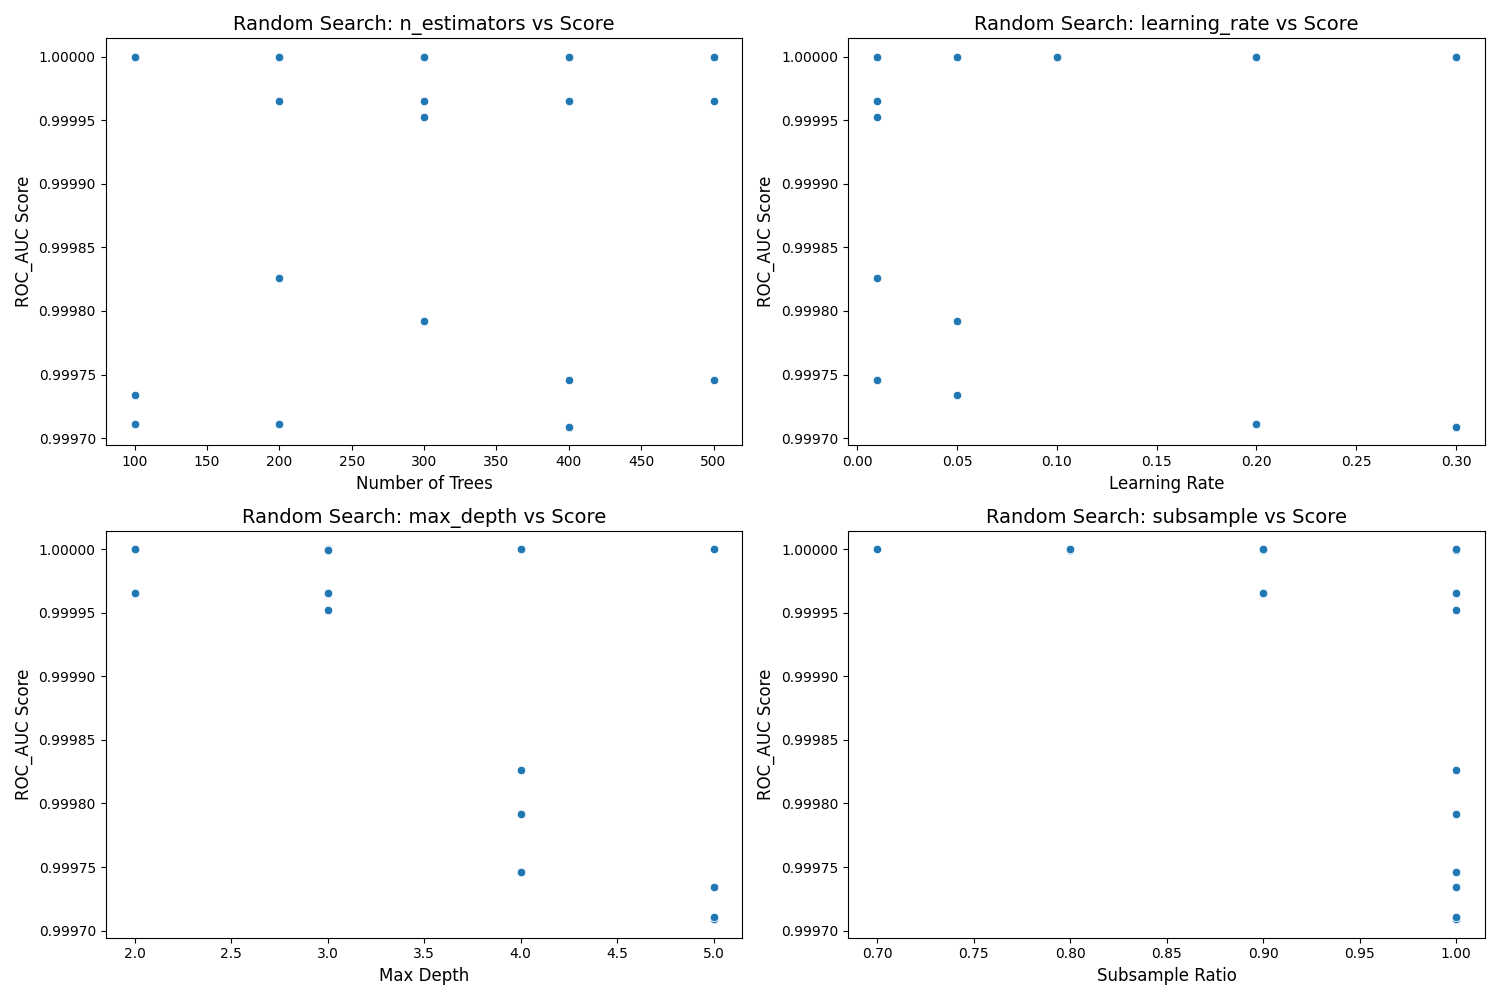 Random Search: n_estimators vs Score
ROC_AUC Score
1.00000
0.99995
0.99990
0.99985
0.99980
0.99975
0.99970
100 150 200 250 300 350 400 450 500
Number of Trees
Random Search: learning_rate vs Score
ROC_AUC Score
1.00000
0.99995
0.99990
0.99985
0.99980
0.99975
0.99970
0.00 0.05 0.10 0.15 0.20 0.25 0.30
Learning Rate
Random Search: max_depth vs Score
ROC_AUC Score
1.00000
0.99995
0.99990
0.99985
0.99980
0.99975
0.99970
2.0 2.5 3.0 3.5 4.0 4.5 5.0
Max Depth
Random Search: subsample vs Score
ROC_AUC Score
1.00000
0.99995
0.99990
0.99985
0.99980
0.99975
0.99970
0.70 0.75 0.80 0.85 0.90 0.95 1.00
Subsample Ratio